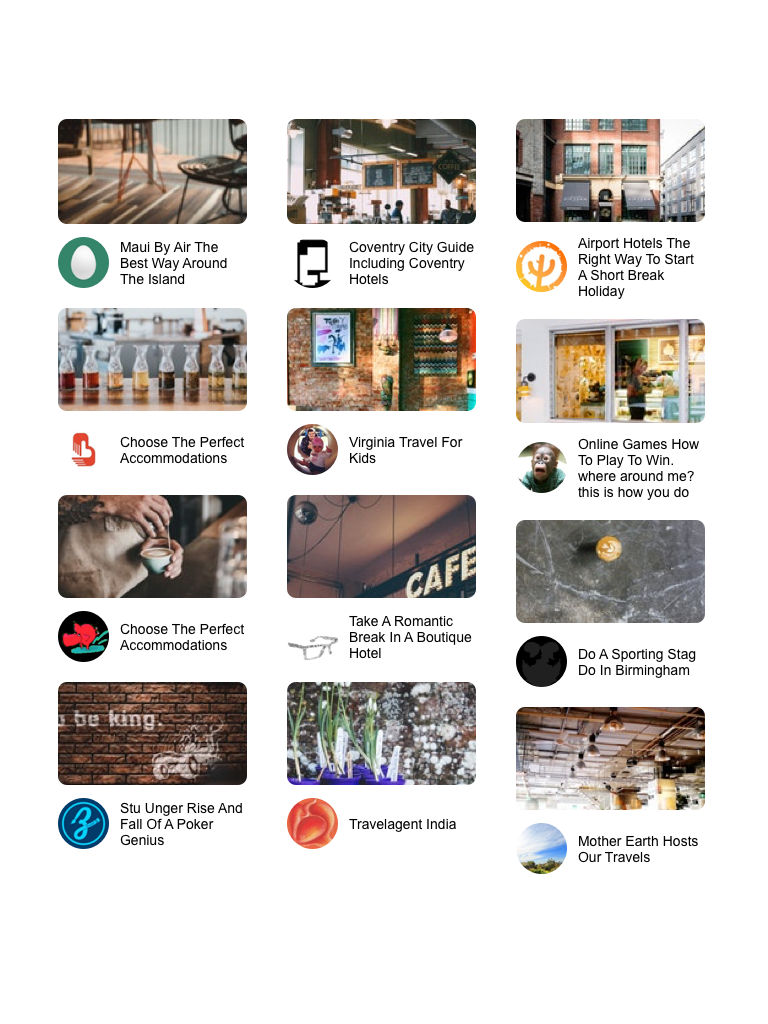 COFFEE
Maui By Air The
Best Way Around
The Island
Coventry City Guide
Including Coventry
Hotels
Airport Hotels The
Right Way To Start
A Short Break
Holiday
Choose The Perfect
Accommodations
Virginia Travel For
Kids
Online Games How
To Play To Win.
where around me?
this is how you do
Choose The Perfect
Accommodations
CAFE
Take A Romantic
Break In A Boutique
Hotel
Do A Sporting Stag
Do In Birmingham
be king.
Stu Unger Rise And
Fall Of A Poker
Genius
Travelagent India
Mother Earth Hosts
Our Travels